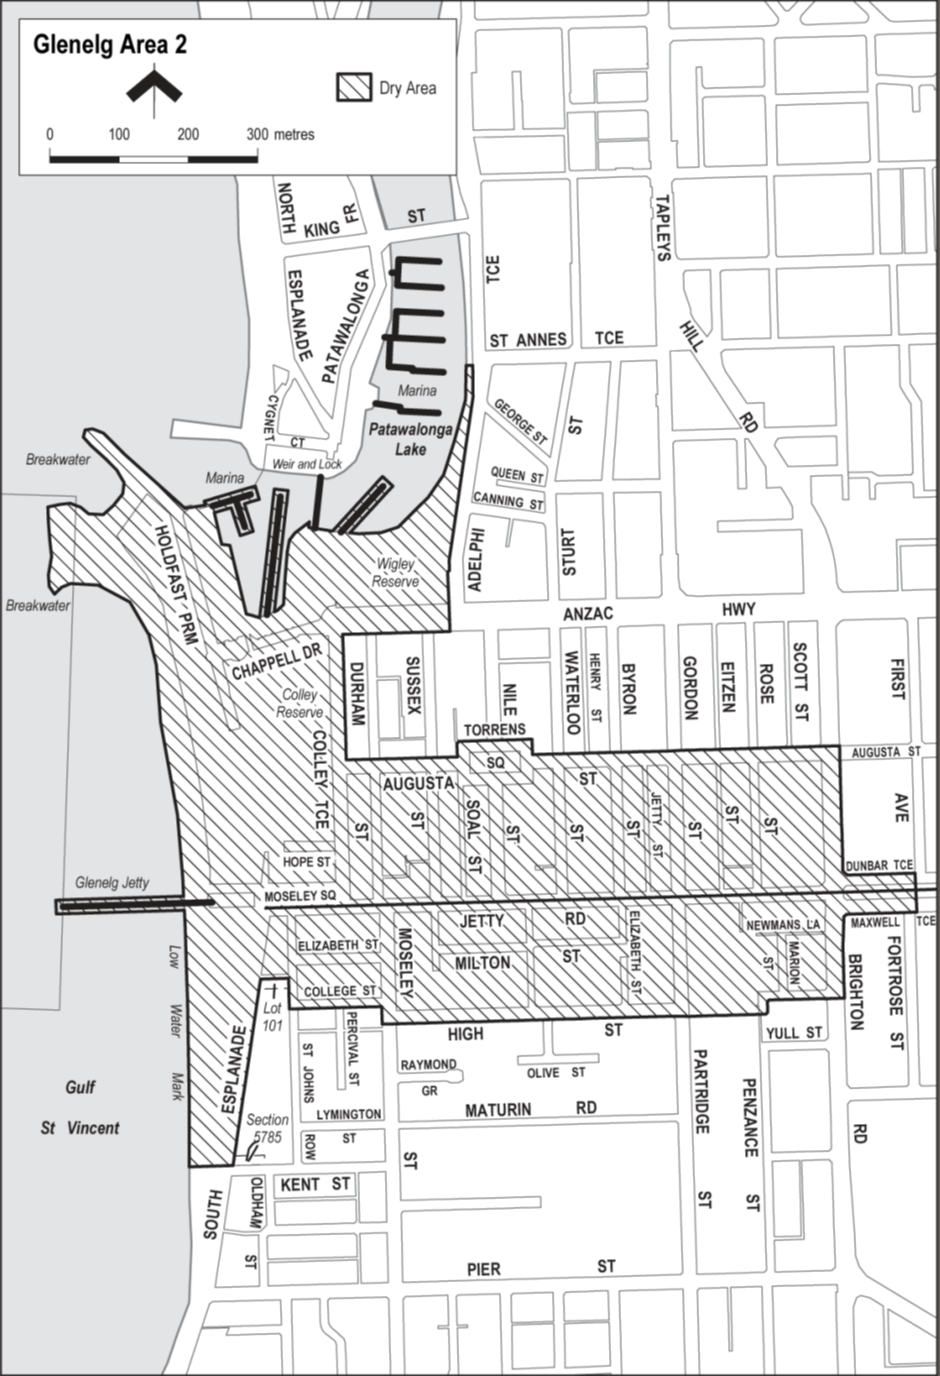 Glenelg Area 2
Dry Area
0 100 200 300 metres
NORTH
KING
FR
ST
ESPLANADE
PATAWALONGA
TCE
TAPLEYS
ST ANNES TCE
HILL
RD
Marina
CYGNET
CT
Patawalonga
Lake
GEORGE ST
ST
Weir and Lock
QUEEN ST
CANNING ST
Breakwater
Marina
HOLDFAST PRM
ADELPHI
STURT
Wigley
Reserve
Breakwater
ANZAC HWY
CHAPPELL DR
DURHAM
SUSSEX
NILE
WATERLOO
HENRY ST
BYRON
GORDON
EITZEN
ROSE
SCOTT ST
FIRST
Colley
Reserve
COLLEY TCE
TORRENS
SQ
AUGUSTA ST
AUGUSTA ST
ST
ST
SOAL ST
ST
ST
ST
JETTY ST
ST
ST
ST
AVE
HOPE ST
DUNBAR TCE
Glenelg Jetty
MOSELEY SQ
JETTY RD
NEWMANS LA
MAXWELL TCE
ELIZABETH ST
MOSELEY
MILTON ST
ELIZABETH ST
ST
MARION
BRIGHTON
FORTROSE ST
COLLEGE ST
Low Water Mark
Lot
101
ESPLANADE
PERCIVAL ST
HIGH ST
YULL ST
ST JOHNS
RAYMOND
GR
OLIVE ST
Gulf
St Vincent
PARTRIDGE
PENZANCE
MATURIN RD
LYMINGTON
ST
Section
5785
ROW
RD
ST
KENT ST
OLDHAM
SOUTH
ST
ST
ST
PIER ST